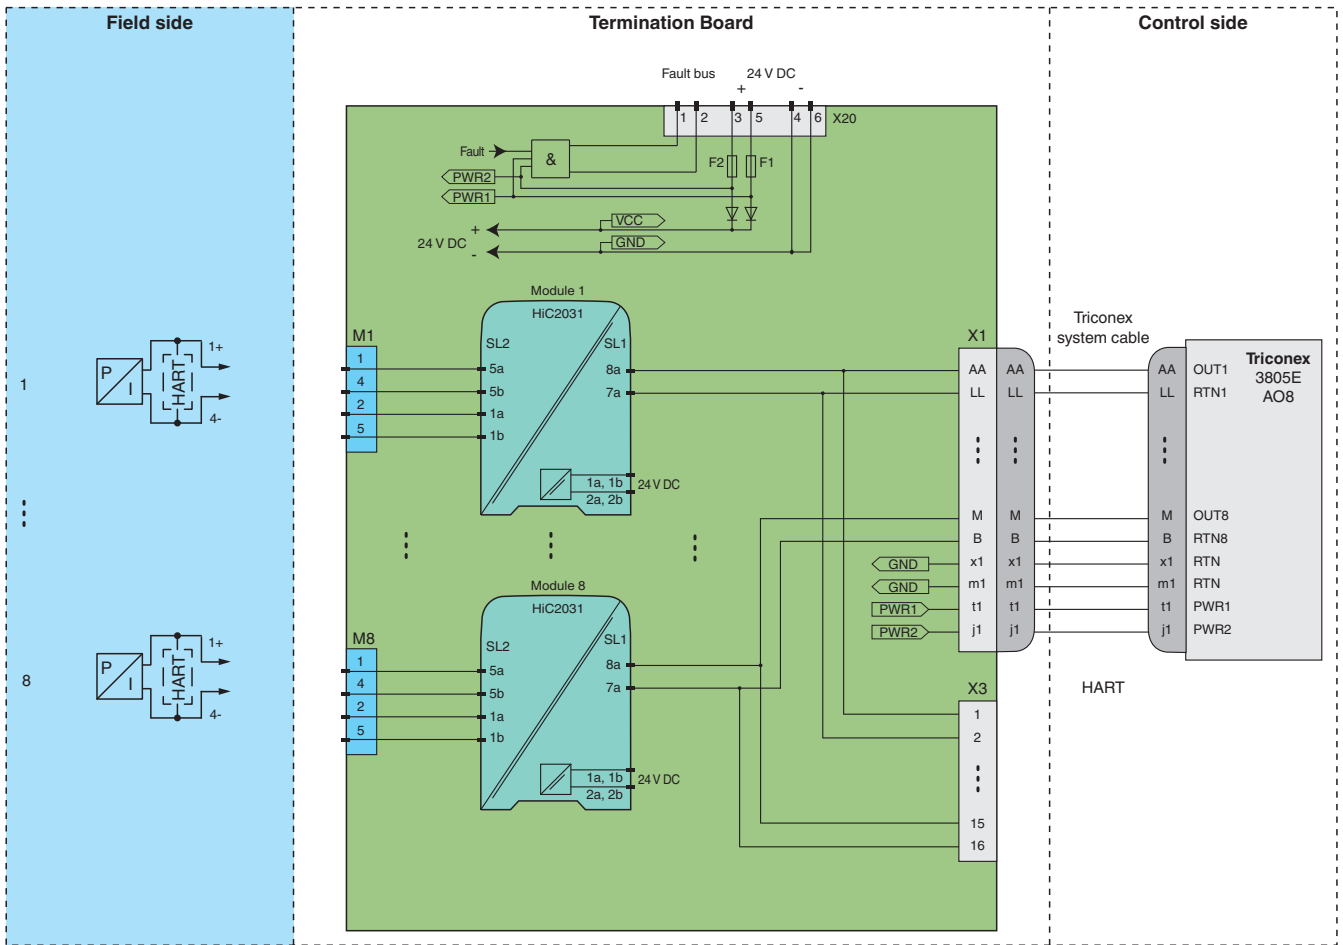 Field side
Termination Board
Control side
Fault bus
24 V DC
+
-
1
2
3
5
4
6
X20
Fault
&
F2
F1
PWR2
PWR1
VCC
+
24 V DC
GND
-
Module 1
HiC2031
M1
SL2
SL1
1
5a
8a
4
5b
7a
2
1a
5
1b
1a, 1b
24 V DC
2a, 2b
1
P
I
HART
1+
4-
X1
Triconex
system cable
Triconex
3805E
AO8
AA
AA
AA
OUT1
LL
LL
LL
RTN1
M
M
M
OUT8
B
B
B
RTN8
GND
x1
x1
x1
RTN
GND
m1
m1
m1
RTN
PWR1
t1
t1
t1
PWR1
PWR2
j1
j1
j1
PWR2
Module 8
HiC2031
M8
SL2
SL1
1
5a
8a
4
5b
7a
2
1a
5
1b
1a, 1b
24 V DC
2a, 2b
8
P
I
HART
1+
4-
HART
X3
1
2
15
16